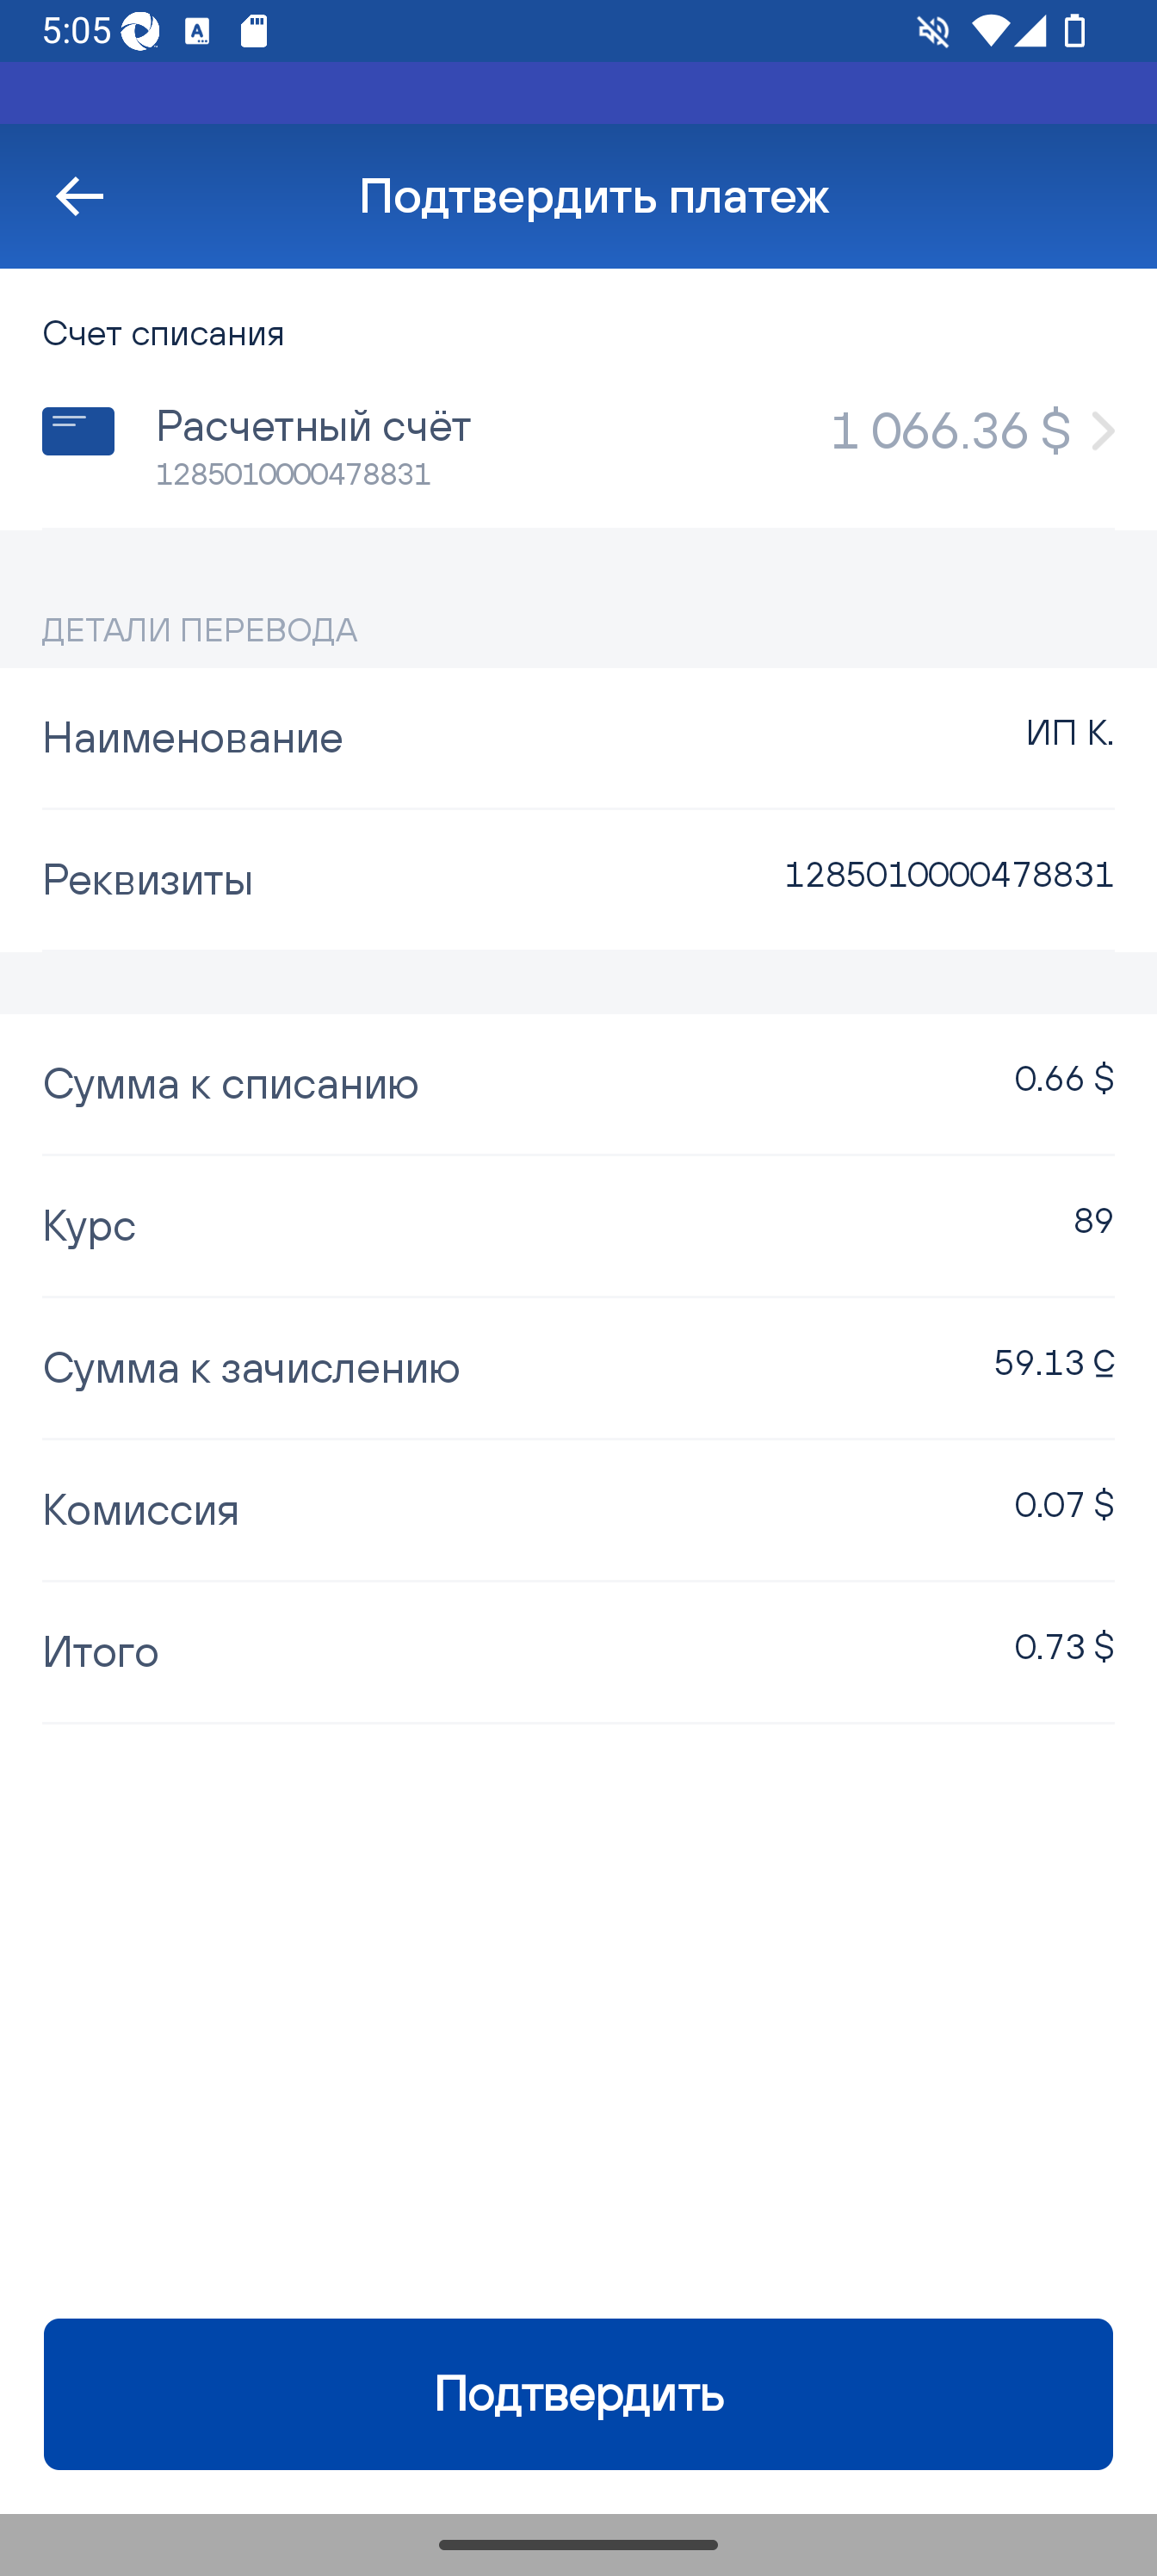 5:05
Подтвердить платеж
Счет списания
Расчетный счёт
1 066.36 $
1285010000478831
ДЕТАЛИ ПЕРЕВОДА
Наименование
ИП К.
Реквизиты
1285010000478831
Сумма к списанию
0.66 $
Курс
89
Сумма к зачислению
59.13 С
Комиссия
0.07 $
Итого
0.73 $
Подтвердить